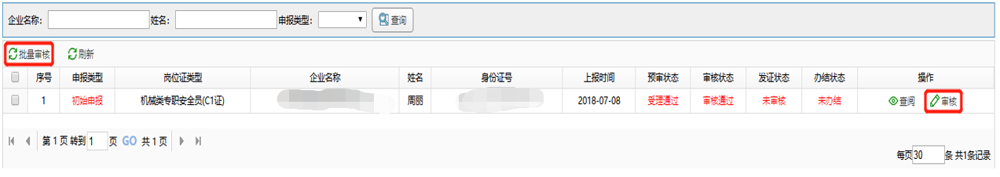 企业名称: 姓名: 申报类型: 查询
批量审核 刷新
序号 申报类型 岗位证类型 企业名称 姓名 身份证号 上报时间 预审状态 审核状态 发证状态 办结状态 操作
1 初始申报 机械类专职安全员(C1证) 周丽 2018-07-08 受理通过 审核通过 未审核 未办结 查阅 审核
第 1 页 转到 1 页 GO 共 1 页
每页 30 条 共1条记录